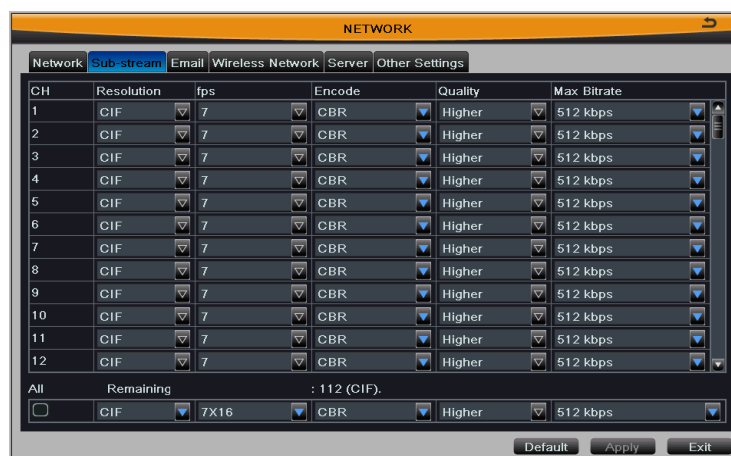 NETWORK
Network Sub-stream Email Wireless Network Server Other Settings
CH Resolution fps Encode Quality Max Bitrate
1 CIF 7 CBR Higher 512 kbps
2 CIF 7 CBR Higher 512 kbps
3 CIF 7 CBR Higher 512 kbps
4 CIF 7 CBR Higher 512 kbps
5 CIF 7 CBR Higher 512 kbps
6 CIF 7 CBR Higher 512 kbps
7 CIF 7 CBR Higher 512 kbps
8 CIF 7 CBR Higher 512 kbps
9 CIF 7 CBR Higher 512 kbps
10 CIF 7 CBR Higher 512 kbps
11 CIF 7 CBR Higher 512 kbps
12 CIF 7 CBR Higher 512 kbps
All Remaining : 112 (CIF).
CIF 7X16 CBR Higher 512 kbps
Default Apply Exit